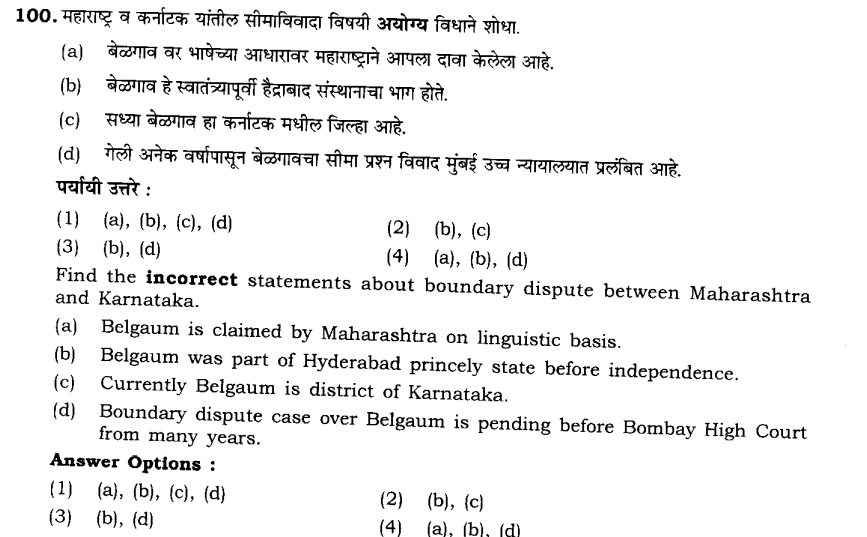 100. महाराष्ट्र व कर्नाटक यांतील सीमाविवादा विषयी अयोग्य विधाने शोधा.
(a) बेळगाव वर भाषेच्या आधारावर महाराष्ट्राने आपला दावा केलेला आहे.
(b) बेळगाव हे स्वातंत्र्यापूर्वी हैद्राबाद संस्थानाचा भाग होते.
(c) सध्या बेळगाव हा कर्नाटक मधील जिल्हा आहे.
(d) गेली अनेक वर्षापासून बेळगावचा सीमा प्रश्न विवाद मुंबई उच्च न्यायालयात प्रलंबित आहे.
पर्यायी उत्तरे :
(1) (a), (b), (c), (d) (2) (b), (c)
(3) (b), (d) (4) (a), (b), (d)
Find the incorrect statements about boundary dispute between Maharashtra
and Karnataka.
(a) Belgaum is claimed by Maharashtra on linguistic basis.
(b) Belgaum was part of Hyderabad princely state before independence.
(c) Currently Belgaum is district of Karnataka.
(d) Boundary dispute case over Belgaum is pending before Bombay High Court
from many years.
Answer Options :
(1) (a), (b), (c), (d) (2) (b), (c)
(3) (b), (d) (4) (a), (b), (d)